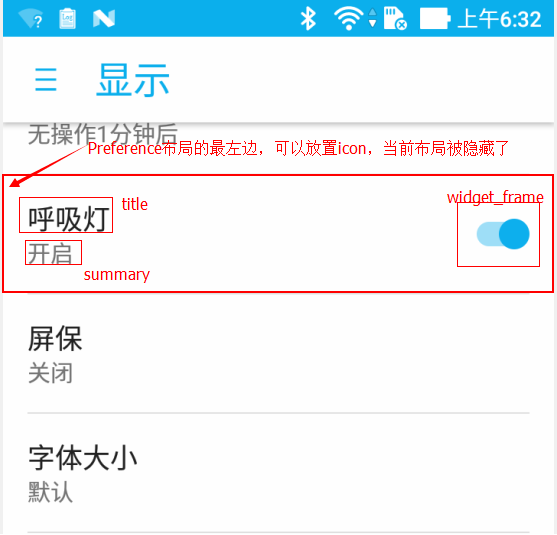 上午6:32
显示
无操作1分钟后
Preference布局的最左边，可以放置icon，当前布局被隐藏了
widget_frame
呼吸灯
title
开启
summary
屏保
关闭
字体大小
默认